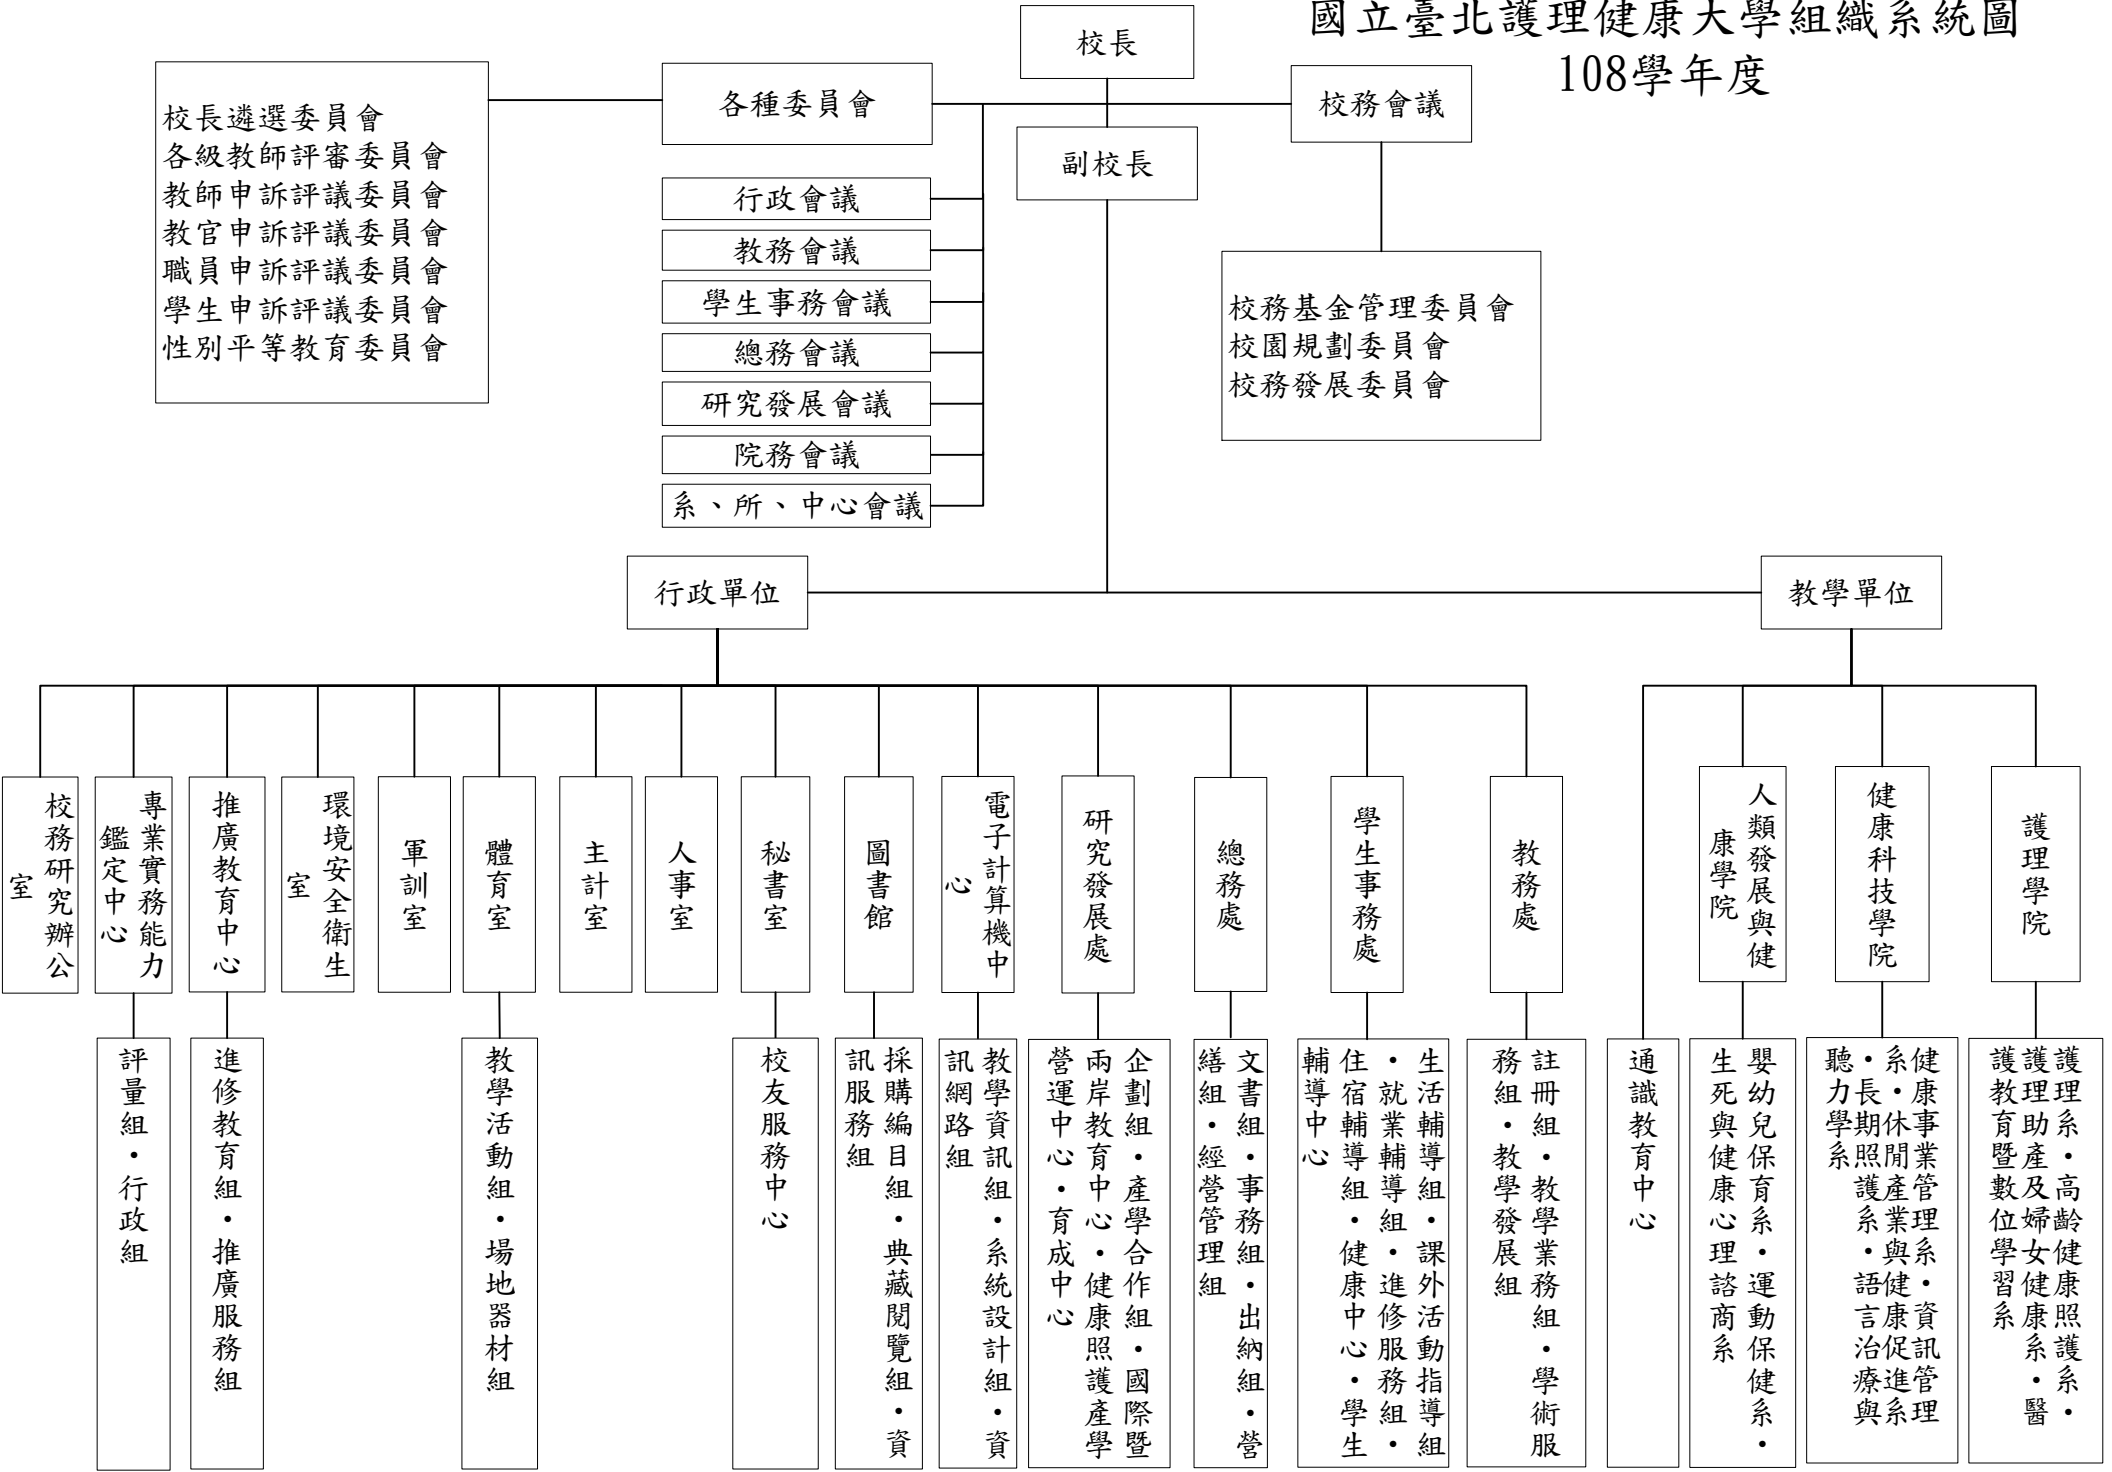 國立臺北護理健康大學組織系統圖
108學年度
校長
各種委員會
校務會議
副校長
校長遴選委員會
各級教師評審委員會
教師申訴評議委員會
教官申訴評議委員會
職員申訴評議委員會
學生申訴評議委員會
性別平等教育委員會
行政會議
教務會議
學生事務會議
總務會議
研究發展會議
院務會議
系、所、中心會議
校務基金管理委員會
校園規劃委員會
校務發展委員會
行政單位
教學單位
校務研究辦公
室
專業實務能力
鑑定中心
推廣教育中心
環境安全衛生
室
軍訓室
體育室
主計室
人事室
秘書室
圖書館
電子計算機中
心
研究發展處
總務處
學生事務處
教務處
人類發展與健
康學院
健康科技學院
護理學院
評量組・行政組
進修教育組・推廣服務組
教學活動組・場地器材組
校友服務中心
採購編目組・典藏閱覽組・資
訊服務組
教學資訊組・系統設計組・資
訊網路組
企劃組・產學合作組・國際暨
兩岸教育中心・健康照護產學
營運中心・育成中心
文書組・事務組・出納組・營
繕組・經營管理組
生活輔導組・課外活動指導組
・就業輔導組・進修服務組・
住宿輔導組・健康中心・學生
輔導中心
註冊組・教學業務組・學術服
務組・教學發展組
通識教育中心
嬰幼兒保育系・運動保健系・
生死與健康心理諮商系
健康事業管理系・資訊管理
系・休閒產業與健康促進系
・長期照護系・語言治療與
聽力學系
護理系・高齡健康照護系・
護理助產及婦女健康系・醫
護教育暨數位學習系